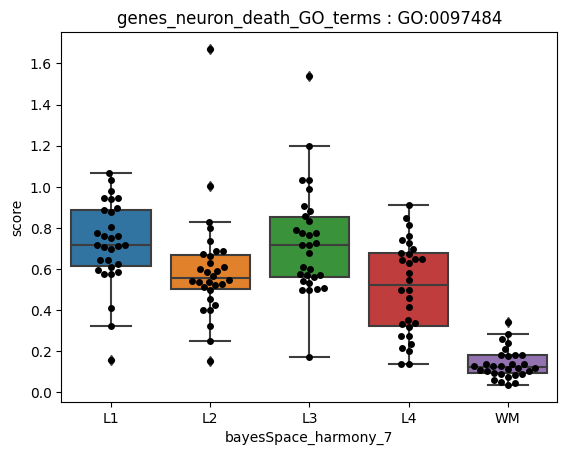 genes_neuron_death_GO_terms : GO:0097484
score
1.6
1.4
1.2
1.0
0.8
0.6
0.4
0.2
0.0
L1 L2 L3 L4 WM
bayesSpace_harmony_7